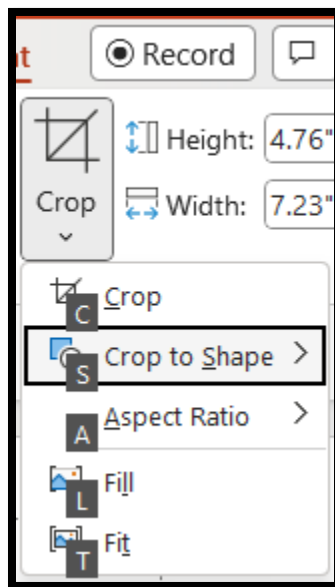 t
Record
Height: 4.76"
Crop
Width: 7.23"
C Crop
S Crop to Shape
A Aspect Ratio
L Fill
T Fit